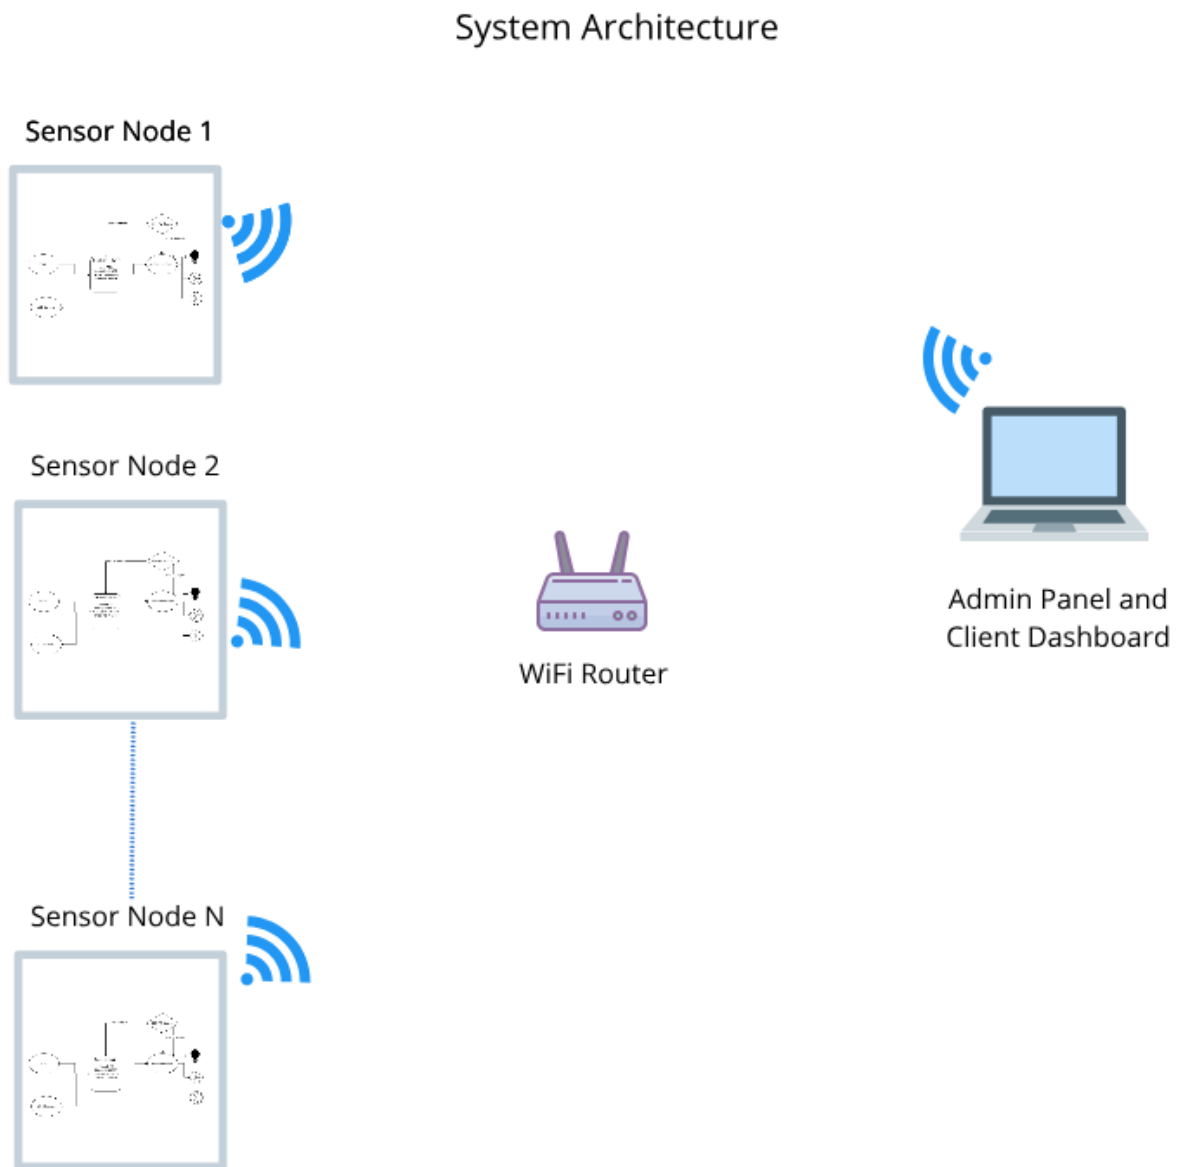 System Architecture
Sensor Node 1
Sensor Node 2
WiFi Router
Admin Panel and
Client Dashboard
Sensor Node N